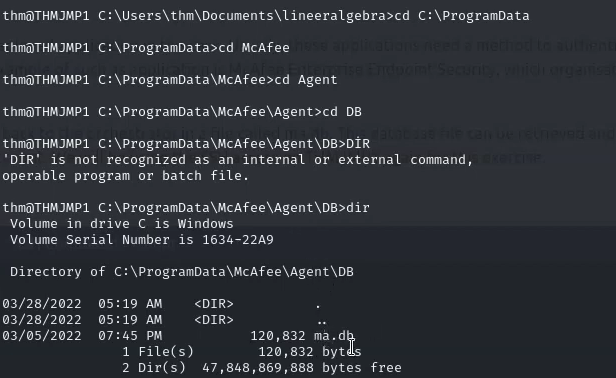 thm@THMJMP1 C:\Users\thm\Documents\lineeralgebra>cd C:\ProgramData
thm@THMJMP1 C:\ProgramData>cd McAfee
thm@THMJMP1 C:\ProgramData\McAfee>cd Agent
thm@THMJMP1 C:\ProgramData\McAfee\Agent>cd DB
thm@THMJMP1 C:\ProgramData\McAfee\Agent\DB>DİR
'DİR' is not recognized as an internal or external command,
operable program or batch file.
thm@THMJMP1 C:\ProgramData\McAfee\Agent\DB>dir
Volume in drive C is Windows
Volume Serial Number is 1634-22A9
Directory of C:\ProgramData\McAfee\Agent\DB
03/28/2022  05:19 AM    <DIR>          .
03/28/2022  05:19 AM    <DIR>          ..
03/05/2022  07:45 PM           120,832 ma.db
1 File(s)        120,832 bytes
2 Dir(s)  47,848,869,888 bytes free